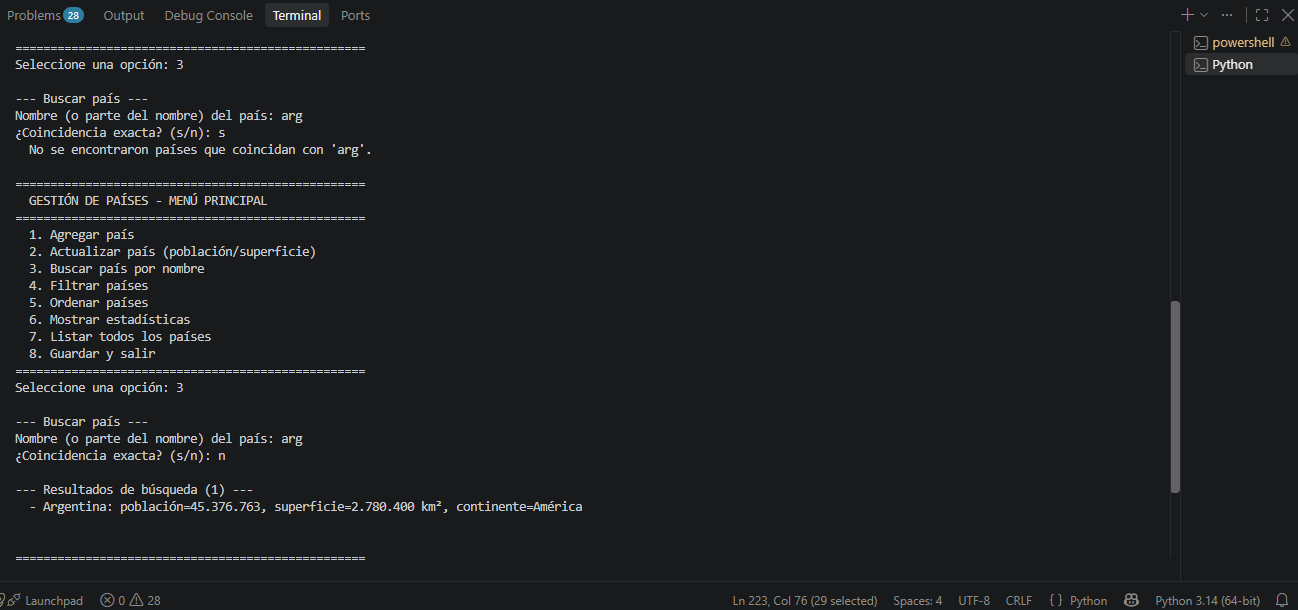 Problems 28 Output Debug Console Terminal Ports
==================================================
Seleccione una opción: 3
--- Buscar país ---
Nombre (o parte del nombre) del país: arg
¿Coincidencia exacta? (s/n): s
No se encontraron países que coincidan con 'arg'.
==================================================
GESTIÓN DE PAÍSES - MENÚ PRINCIPAL
==================================================
1. Agregar país
2. Actualizar país (población/superficie)
3. Buscar país por nombre
4. Filtrar países
5. Ordenar países
6. Mostrar estadísticas
7. Listar todos los países
8. Guardar y salir
==================================================
Seleccione una opción: 3
--- Buscar país ---
Nombre (o parte del nombre) del país: arg
¿Coincidencia exacta? (s/n): n
--- Resultados de búsqueda (1) ---
- Argentina: población=45.376.763, superficie=2.780.400 km², continente=América
==================================================
powershell
Python
Launchpad 0 28 Ln 223, Col 76 (29 selected) Spaces: 4 UTF-8 CRLF { } Python Python 3.14 (64-bit)